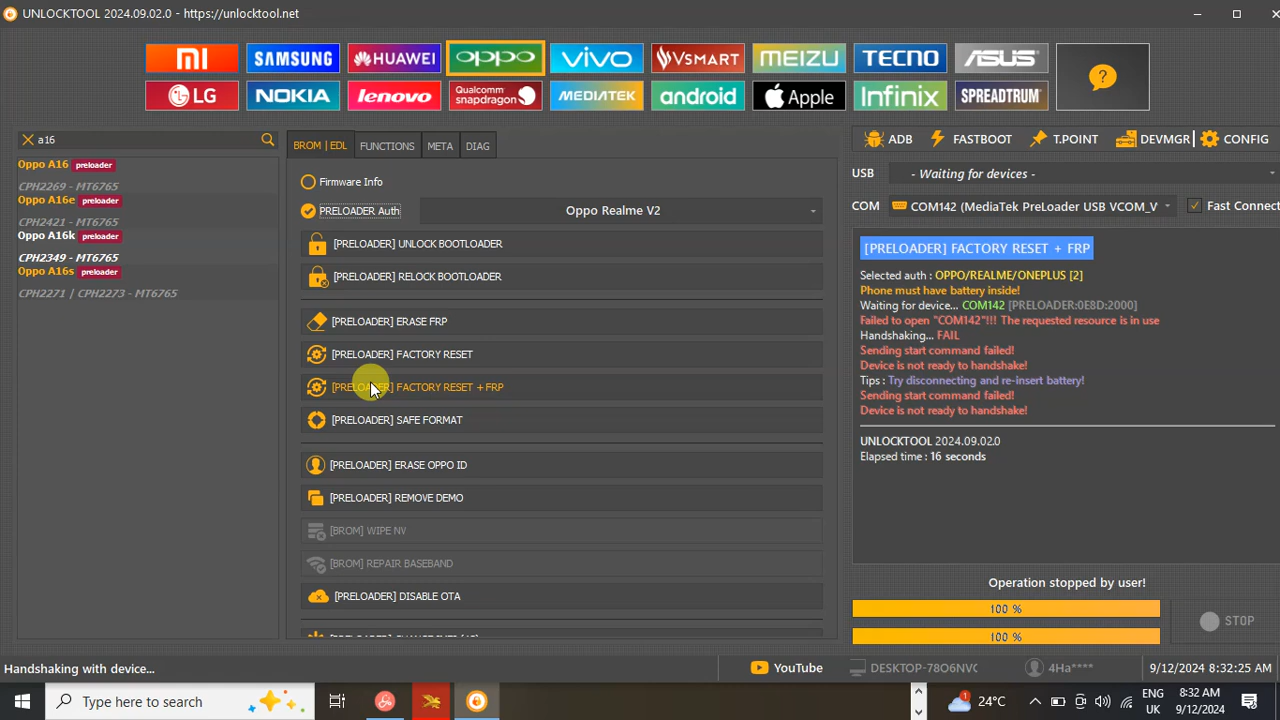 UNLOCKTOOL 2024.09.02.0 - https://unlocktool.net
mi SAMSUNG HUAWEI oppo vivo VSMART MEIZU TECNO ASUS
LG NOKIA lenovo Qualcomm snapdragon MEDIATEK android Apple Infinix SPREADTRUM ?
a16
Oppo A16 preloader
CPH2269 - MT6765
Oppo A16e preloader
CPH2421 - MT6765
Oppo A16k preloader
CPH2349 - MT6765
Oppo A16s preloader
CPH2271 | CPH2273 - MT6765
BROM | EDL FUNCTIONS META DIAG
Firmware Info
PRELOADER Auth Oppo Realme V2
[PRELOADER] UNLOCK BOOTLOADER
[PRELOADER] RELOCK BOOTLOADER
[PRELOADER] ERASE FRP
[PRELOADER] FACTORY RESET
[PRELOADER] FACTORY RESET + FRP
[PRELOADER] SAFE FORMAT
[PRELOADER] ERASE OPPO ID
[PRELOADER] REMOVE DEMO
[BROM] WIPE NV
[BROM] REPAIR BASEBAND
[PRELOADER] DISABLE OTA
ADB FASTBOOT T.POINT DEVMGR CONFIG
USB - Waiting for devices -
COM COM142 (MediaTek PreLoader USB VCOM_V Fast Connect
[PRELOADER] FACTORY RESET + FRP
Selected auth : OPPO/REALME/ONEPLUS [2]
Phone must have battery inside!
Waiting for device... COM142 [PRELOADER:0E8D:2000]
Failed to open "COM142"!!! The requested resource is in use
Handshaking... FAIL
Sending start command failed!
Device is not ready to handshake!
Tips : Try disconnecting and re-insert battery!
Sending start command failed!
Device is not ready to handshake!
UNLOCKTOOL 2024.09.02.0
Elapsed time : 16 seconds
Operation stopped by user!
100 %
100 %
STOP
Handshaking with device... YouTube DESKTOP-78O6NVC 4Ha**** 9/12/2024 8:32:25 AM
Type here to search 1 24°C ENG UK 8:32 AM 9/12/2024 1